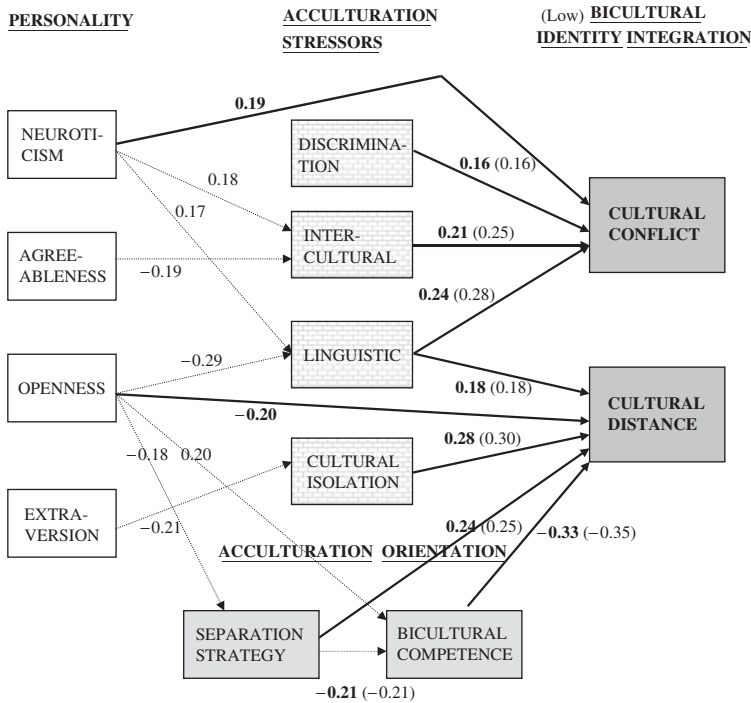 PERSONALITY
ACCULTURATION
STRESSORS
(Low) BICULTURAL
IDENTITY INTEGRATION
NEUROTI-
CISM
0.19
DISCRIMINA-
TION
0.16 (0.16)
0.18
0.17
CULTURAL
CONFLICT
AGREE-
ABLENESS
−0.19
INTER-
CULTURAL
0.21 (0.25)
0.24 (0.28)
OPENNESS
−0.29
LINGUISTIC
0.18 (0.18)
−0.20
CULTURAL
DISTANCE
−0.18 0.20
0.28 (0.30)
CULTURAL
ISOLATION
EXTRA-
VERSION
−0.21
0.24 (0.25)
−0.33 (−0.35)
ACCULTURATION ORIENTATION
SEPARATION
STRATEGY
BICULTURAL
COMPETENCE
−0.21 (−0.21)